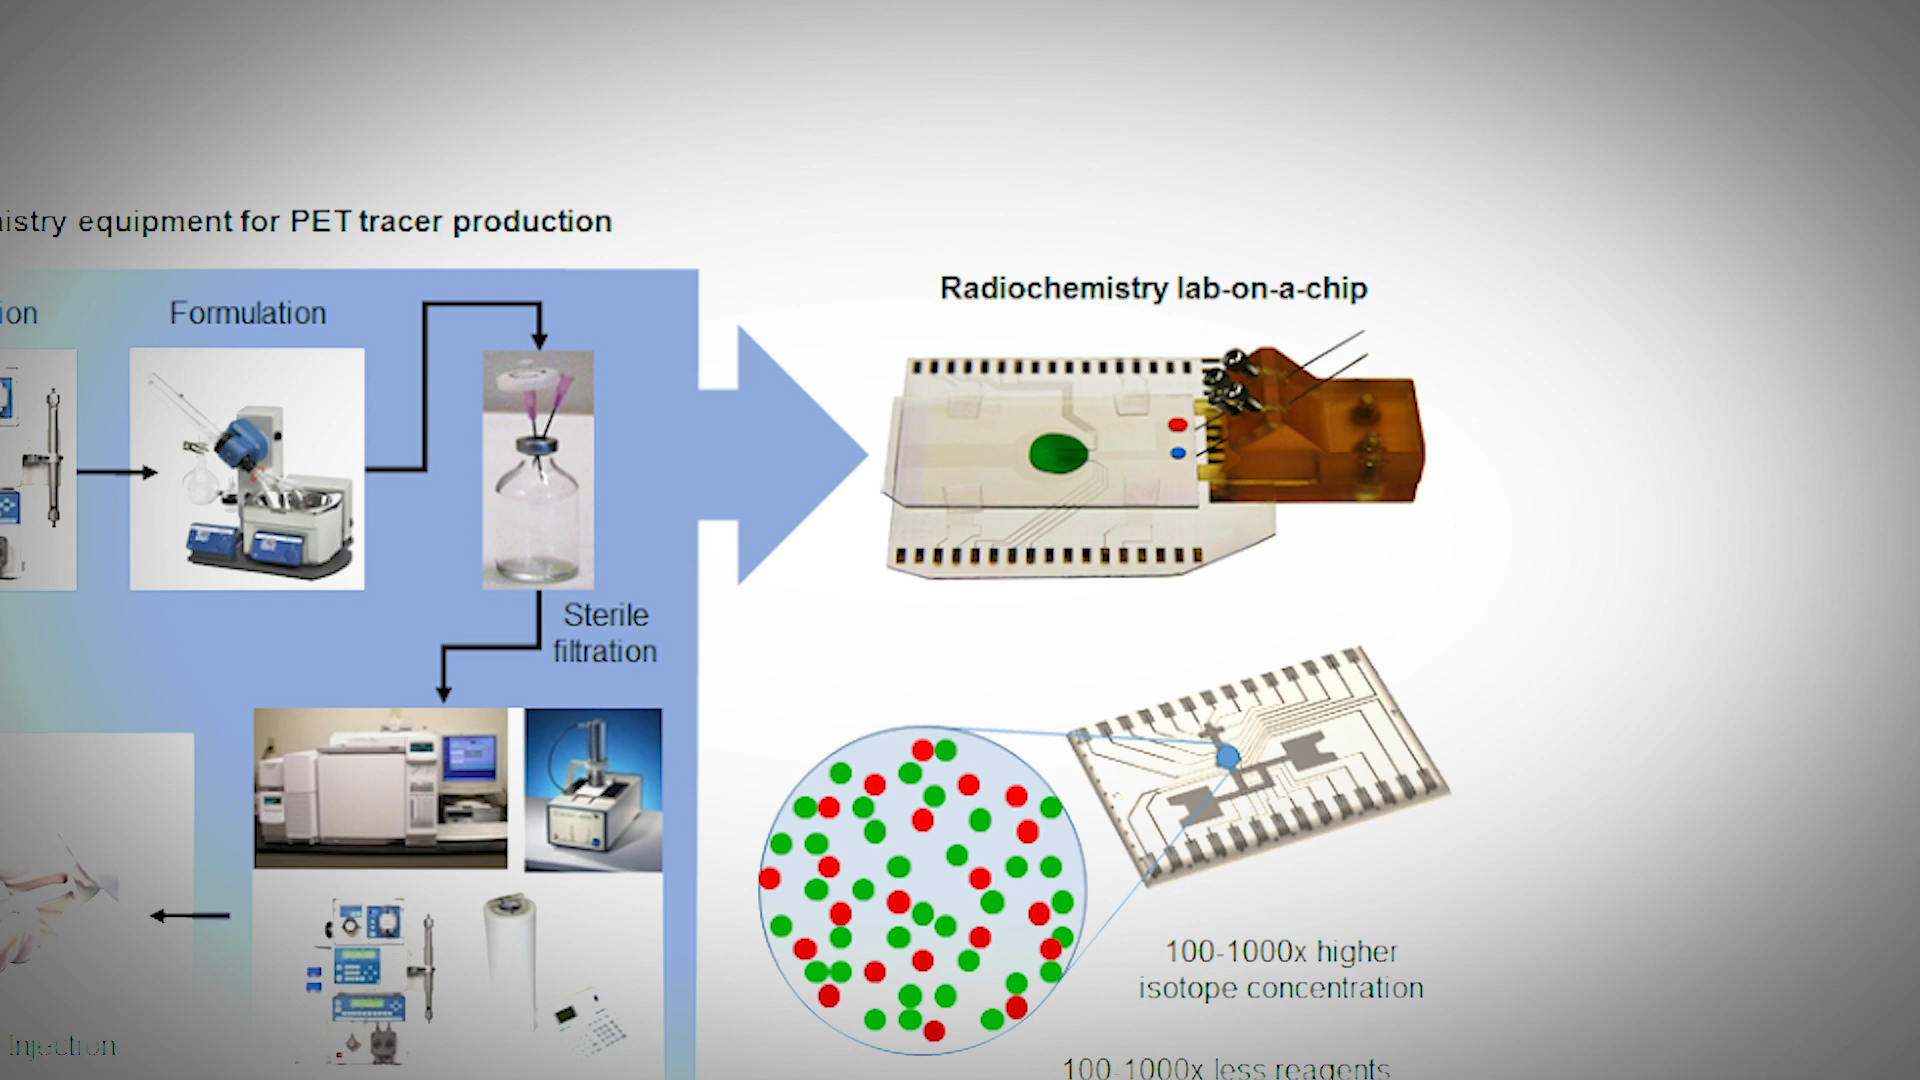 istry equipment for PET tracer production
Radiochemistry lab-on-a-chip
ion
Formulation
Sterile
filtration
100-1000x higher
isotope concentration
Injection
100-1000x less reagents